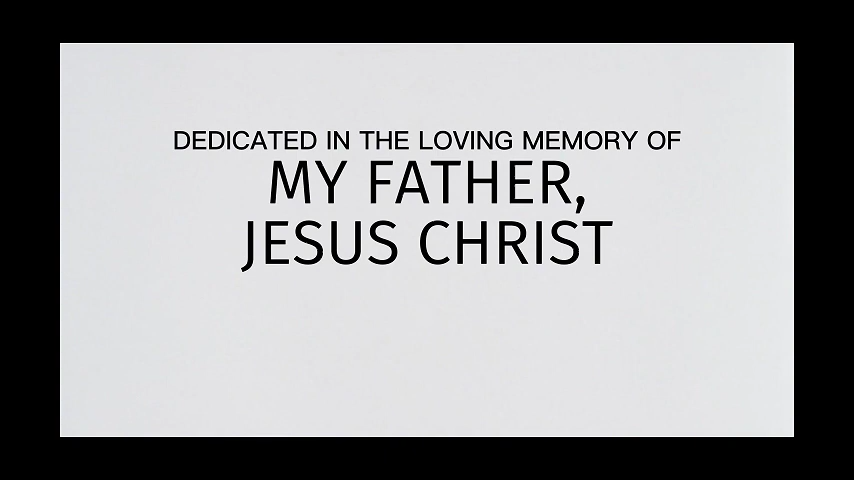 DEDICATED IN THE LOVING MEMORY OF
MY FATHER,
JESUS CHRIST